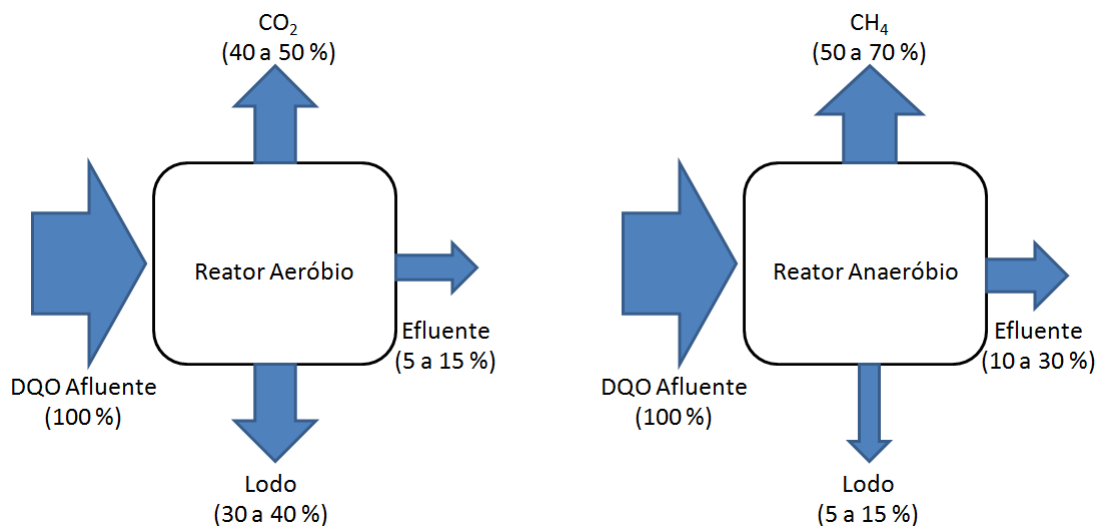 CO₂
(40 a 50 %)
Reator Aeróbio
Efluente
(5 a 15 %)
DQO Afluente
(100 %)
Lodo
(30 a 40 %)
CH₄
(50 a 70 %)
Reator Anaeróbio
Efluente
(10 a 30 %)
DQO Afluente
(100 %)
Lodo
(5 a 15 %)